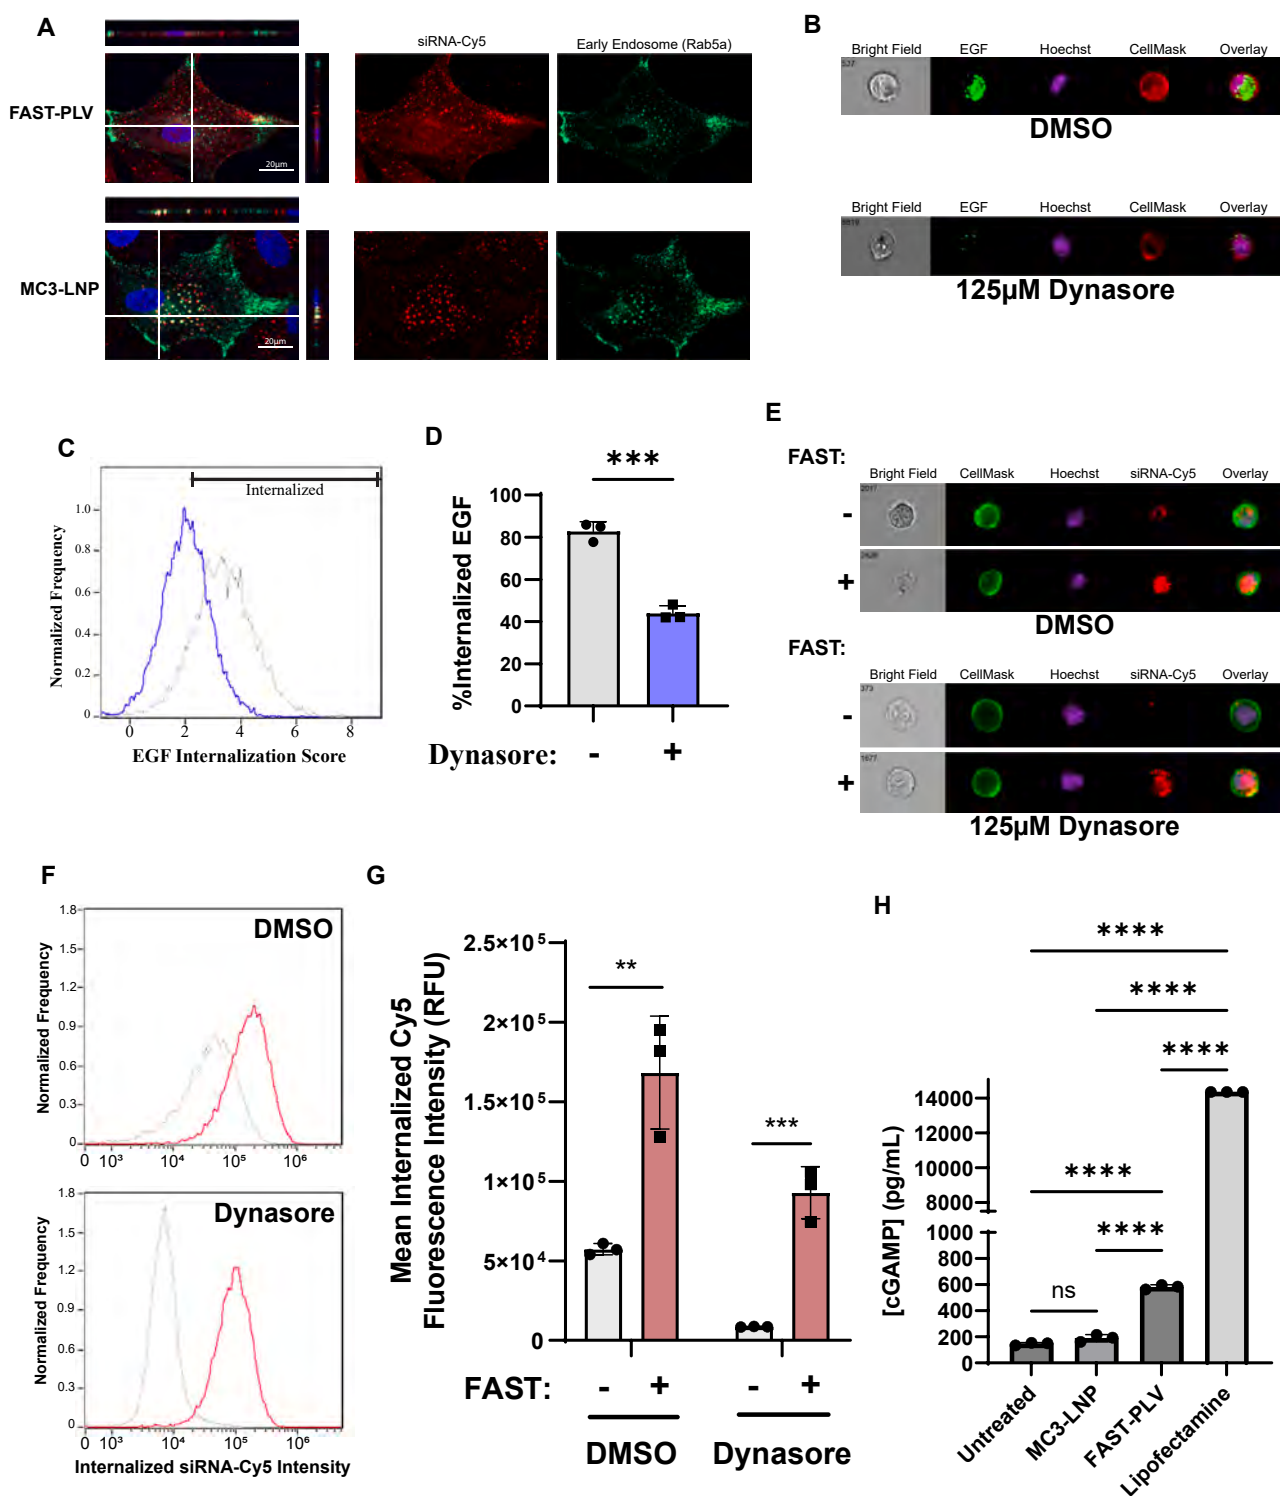 A
siRNA-Cy5
Early Endosome (Rab5a)
FAST-PLV
20µm
MC3-LNP
20µm
B
Bright Field EGF Hoechst CellMask Overlay
537
DMSO
Bright Field EGF Hoechst CellMask Overlay
125µM Dynasore
C
Internalized
Normalized Frequency
1.0
0.8
0.6
0.4
0.2
0
0 2 4 6 8
EGF Internalization Score
D
***
%Internalized EGF
100
80
60
40
20
0
Dynasore: - +
E
FAST:
Bright Field CellMask Hoechst siRNA-Cy5 Overlay
-
+
DMSO
FAST:
Bright Field CellMask Hoechst siRNA-Cy5 Overlay
-
373
+
1677
125µM Dynasore
F
DMSO
Normalized Frequency
1.8
1.5
1.2
0.9
0.6
0.3
0
0 10³ 10⁴ 10⁵ 10⁶
Dynasore
Normalized Frequency
1.8
1.5
1.2
0.9
0.6
0.3
0
0 10³ 10⁴ 10⁵ 10⁶
Internalized siRNA-Cy5 Intensity
G
Mean Internalized Cy5
Fluorescence Intensity (RFU)
2.5×10⁵
2×10⁵
1.5×10⁵
1×10⁵
5×10⁴
0
**
***
FAST: - + - +
DMSO Dynasore
H
****
****
****
****
****
ns
[cGAMP] (pg/mL)
14000
12000
10000
8000
1000
800
600
400
200
0
Untreated
MC3-LNP
FAST-PLV
Lipofectamine